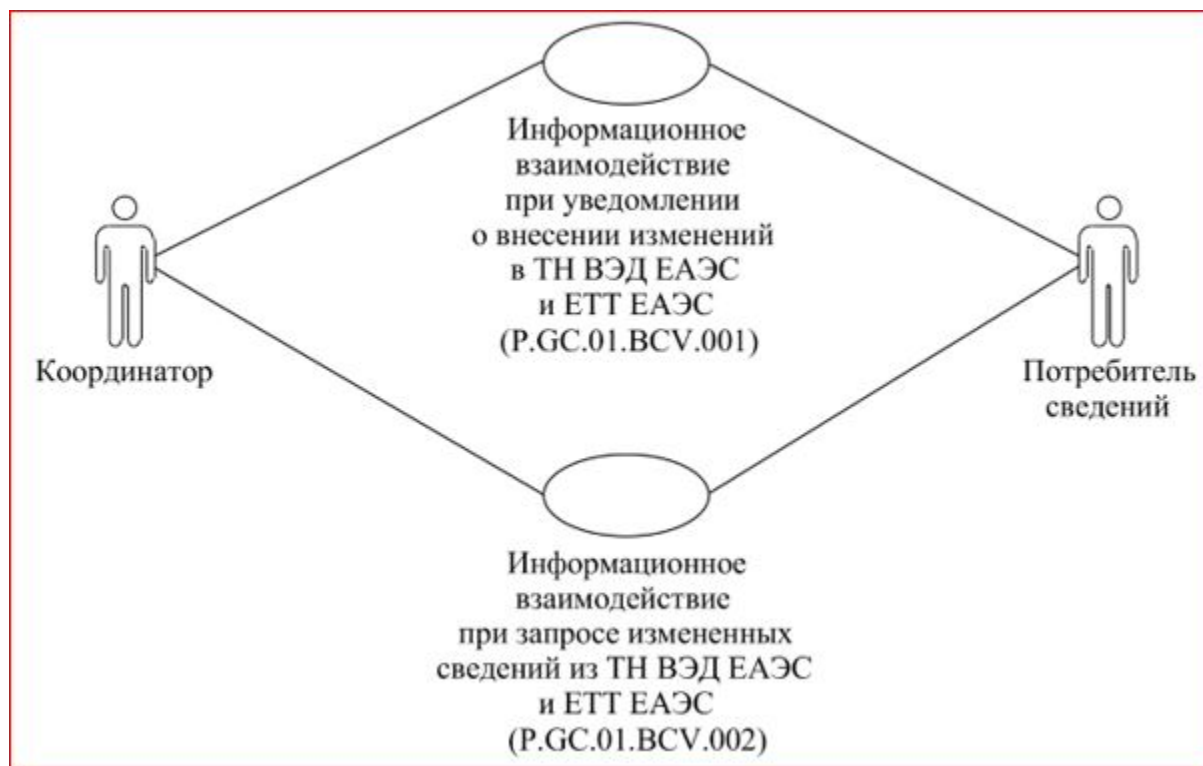 Информационное
взаимодействие
при уведомлении
о внесении изменений
в ТН ВЭД ЕАЭС
и ЕТТ ЕАЭС
(P.GC.01.BCV.001)
Координатор
Потребитель
сведений
Информационное
взаимодействие
при запросе измененных
сведений из ТН ВЭД ЕАЭС
и ЕТТ ЕАЭС
(P.GC.01.BCV.002)